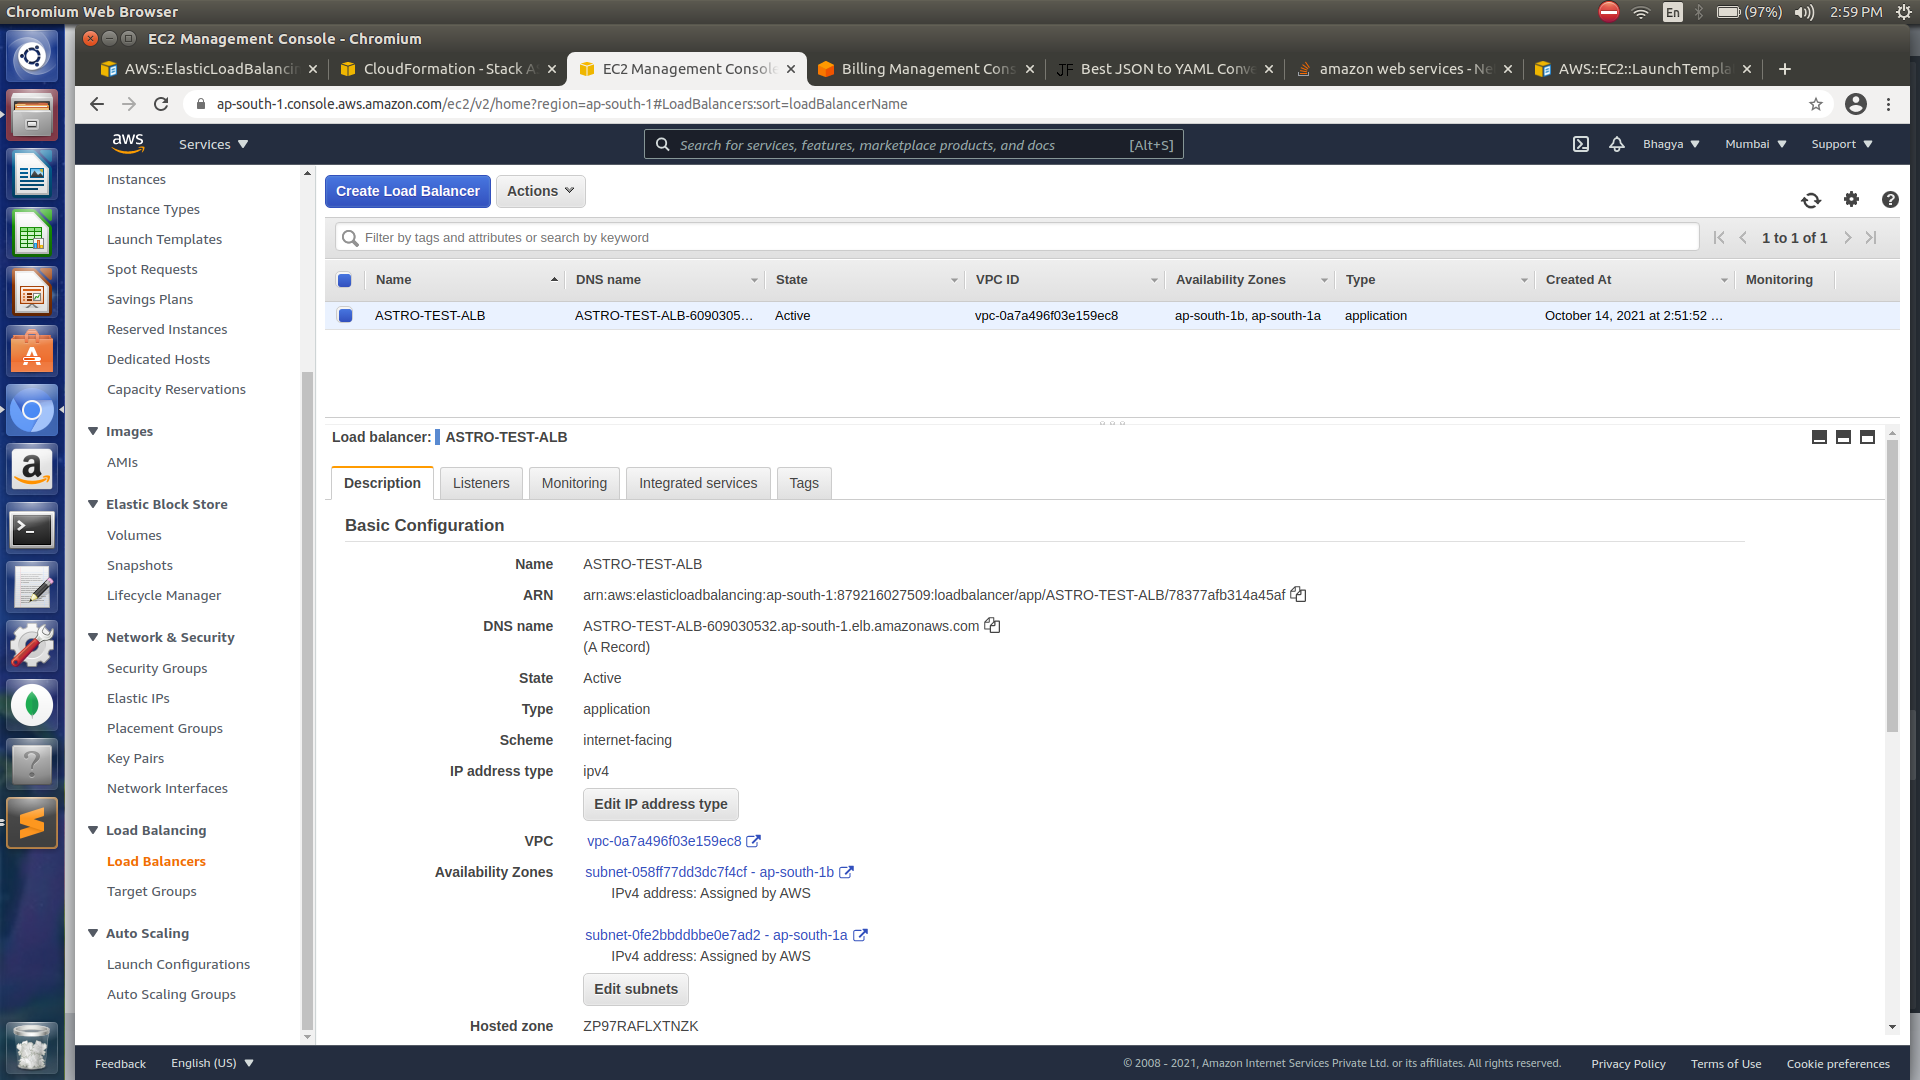 Chromium Web Browser
En
(97%)
2:59 PM
EC2 Management Console - Chromium
AWS::ElasticLoadBalancin
CloudFormation - Stack AS
EC2 Management Console
Billing Management Cons
JF Best JSON to YAML Conve
amazon web services - Ne
AWS::EC2::LaunchTempla
ap-south-1.console.aws.amazon.com/ec2/v2/home?region=ap-south-1#LoadBalancers:sort=loadBalancerName
aws
Services
Search for services, features, marketplace products, and docs
[Alt+S]
Bhagya
Mumbai
Support
Instances
Instance Types
Launch Templates
Spot Requests
Savings Plans
Reserved Instances
Dedicated Hosts
Capacity Reservations
Images
AMIs
Elastic Block Store
Volumes
Snapshots
Lifecycle Manager
Network & Security
Security Groups
Elastic IPs
Placement Groups
Key Pairs
Network Interfaces
Load Balancing
Load Balancers
Target Groups
Auto Scaling
Launch Configurations
Auto Scaling Groups
Create Load Balancer
Actions
Filter by tags and attributes or search by keyword
1 to 1 of 1
Name DNS name State VPC ID Availability Zones Type Created At Monitoring
ASTRO-TEST-ALB ASTRO-TEST-ALB-6090305... Active vpc-0a7a496f03e159ec8 ap-south-1b, ap-south-1a application October 14, 2021 at 2:51:52 ...
Load balancer: ASTRO-TEST-ALB
Description
Listeners
Monitoring
Integrated services
Tags
Basic Configuration
Name ASTRO-TEST-ALB
ARN arn:aws:elasticloadbalancing:ap-south-1:879216027509:loadbalancer/app/ASTRO-TEST-ALB/78377afb314a45af
DNS name ASTRO-TEST-ALB-609030532.ap-south-1.elb.amazonaws.com
(A Record)
State Active
Type application
Scheme internet-facing
IP address type ipv4
Edit IP address type
VPC vpc-0a7a496f03e159ec8
Availability Zones subnet-058ff77dd3dc7f4cf - ap-south-1b
IPv4 address: Assigned by AWS
subnet-0fe2bbddbbe0e7ad2 - ap-south-1a
IPv4 address: Assigned by AWS
Edit subnets
Hosted zone ZP97RAFLXTNZK
Feedback
English (US)
© 2008 - 2021, Amazon Internet Services Private Ltd. or its affiliates. All rights reserved.
Privacy Policy
Terms of Use
Cookie preferences